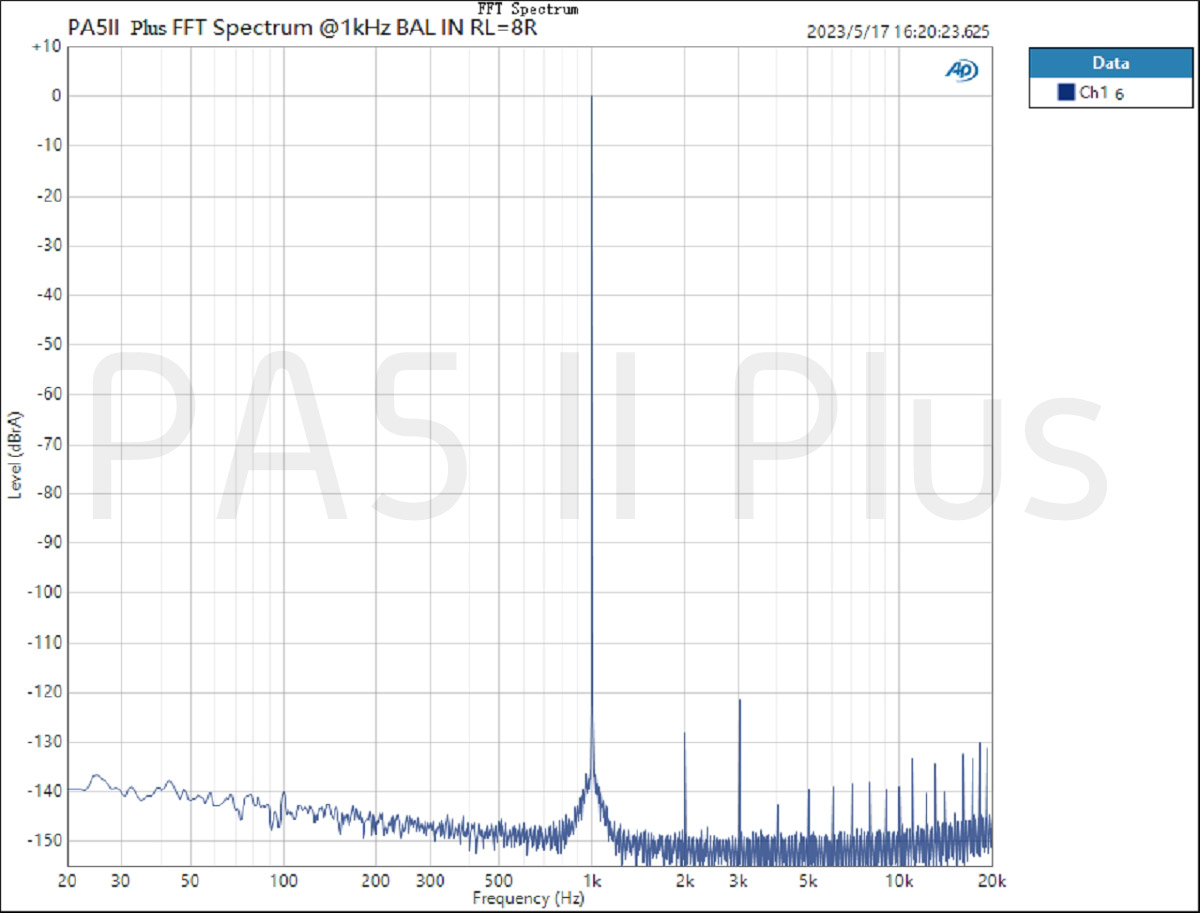 FFT Spectrum
PA5II Plus FFT Spectrum @1kHz BAL IN RL=8R
2023/5/17 16:20:23.625
AP
Data
Ch1 6
+10
0
-10
-20
-30
-40
-50
-60
-70
-80
-90
-100
-110
-120
-130
-140
-150
Level (dBrA)
PA5 II Plus
20 30 50 100 200 300 500 1k 2k 3k 5k 10k 20k
Frequency (Hz)